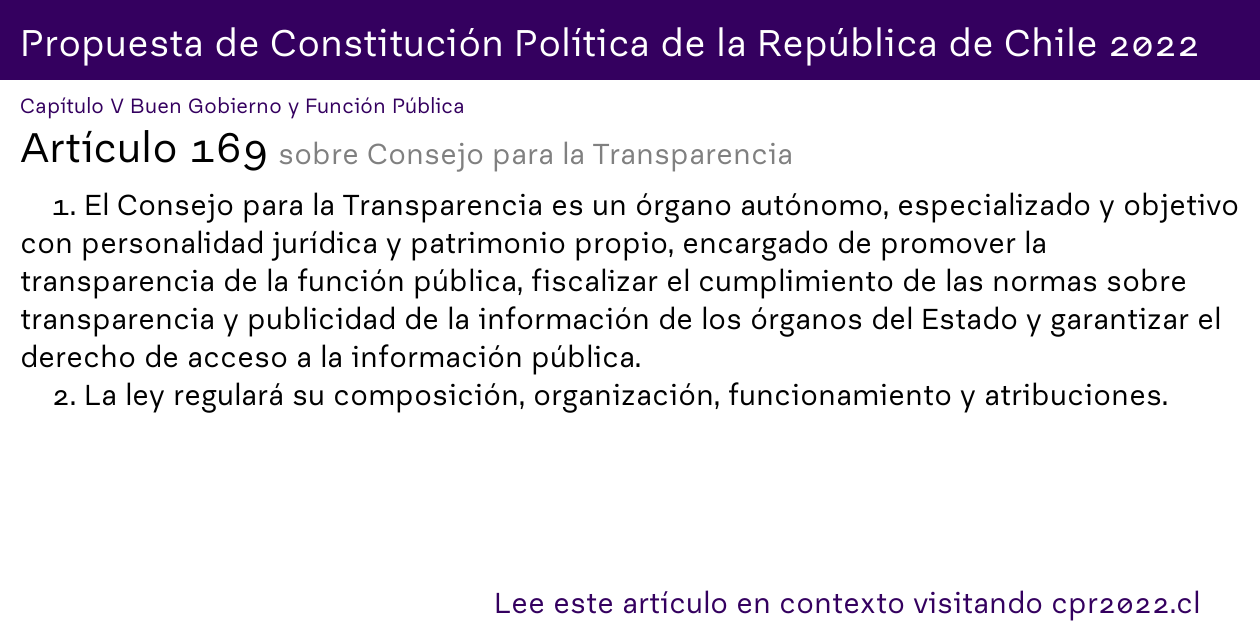 Propuesta de Constitución Política de la República de Chile 2022
Capítulo V Buen Gobierno y Función Pública
Artículo 169 sobre Consejo para la Transparencia
1. El Consejo para la Transparencia es un órgano autónomo, especializado y objetivo
con personalidad jurídica y patrimonio propio, encargado de promover la
transparencia de la función pública, fiscalizar el cumplimiento de las normas sobre
transparencia y publicidad de la información de los órganos del Estado y garantizar el
derecho de acceso a la información pública.
2. La ley regulará su composición, organización, funcionamiento y atribuciones.
Lee este artículo en contexto visitando cpr2022.cl